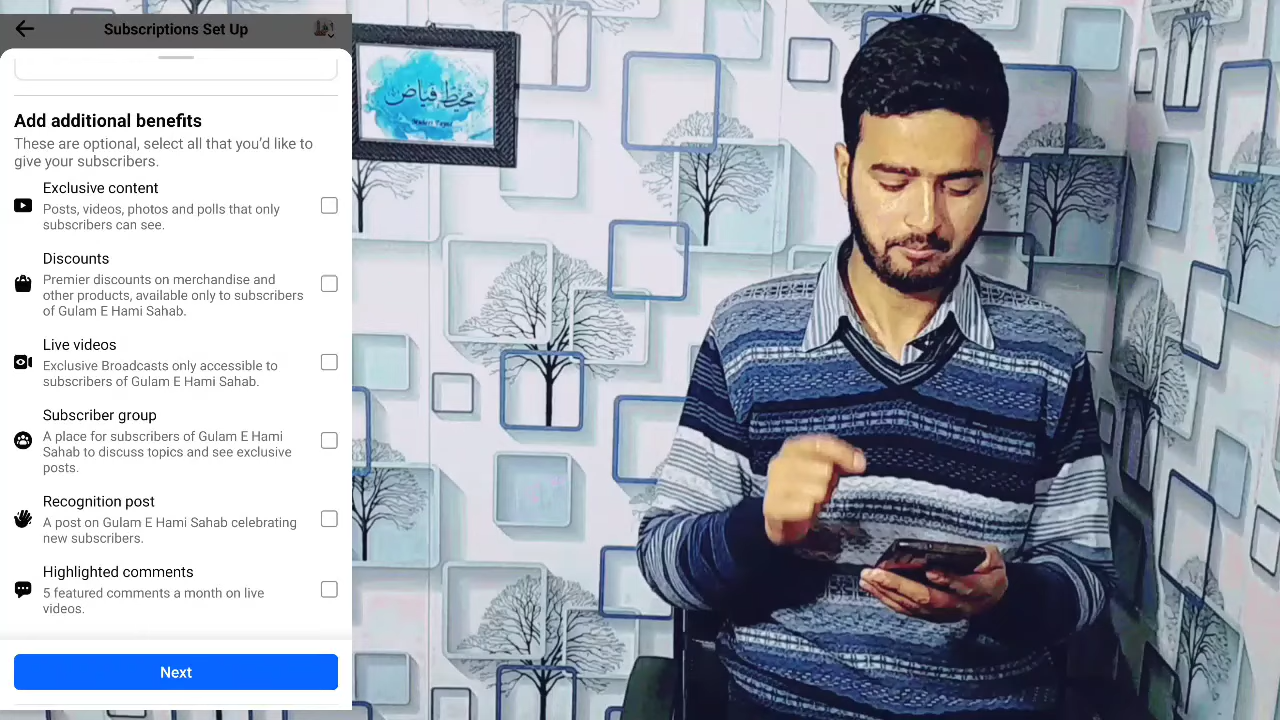 Subscriptions Set Up
Add additional benefits
These are optional, select all that you'd like to
give your subscribers.
Exclusive content
Posts, videos, photos and polls that only
subscribers can see.
Discounts
Premier discounts on merchandise and
other products, available only to subscribers
of Gulam E Hami Sahab.
Live videos
Exclusive Broadcasts only accessible to
subscribers of Gulam E Hami Sahab.
Subscriber group
A place for subscribers of Gulam E Hami
Sahab to discuss topics and see exclusive
posts.
Recognition post
A post on Gulam E Hami Sahab celebrating
new subscribers.
Highlighted comments
5 featured comments a month on live
videos.
Next
محیط فیاض